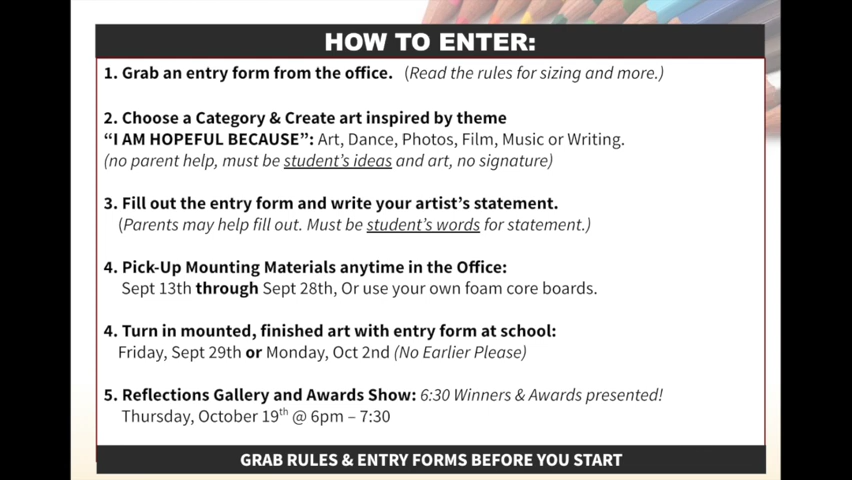 HOW TO ENTER:
1. Grab an entry form from the office. (Read the rules for sizing and more.)
2. Choose a Category & Create art inspired by theme
“I AM HOPEFUL BECAUSE”: Art, Dance, Photos, Film, Music or Writing.
(no parent help, must be student’s ideas and art, no signature)
3. Fill out the entry form and write your artist’s statement.
(Parents may help fill out. Must be student’s words for statement.)
4. Pick-Up Mounting Materials anytime in the Office:
Sept 13th through Sept 28th, Or use your own foam core boards.
4. Turn in mounted, finished art with entry form at school:
Friday, Sept 29th or Monday, Oct 2nd (No Earlier Please)
5. Reflections Gallery and Awards Show: 6:30 Winners & Awards presented!
Thursday, October 19th @ 6pm – 7:30
GRAB RULES & ENTRY FORMS BEFORE YOU START